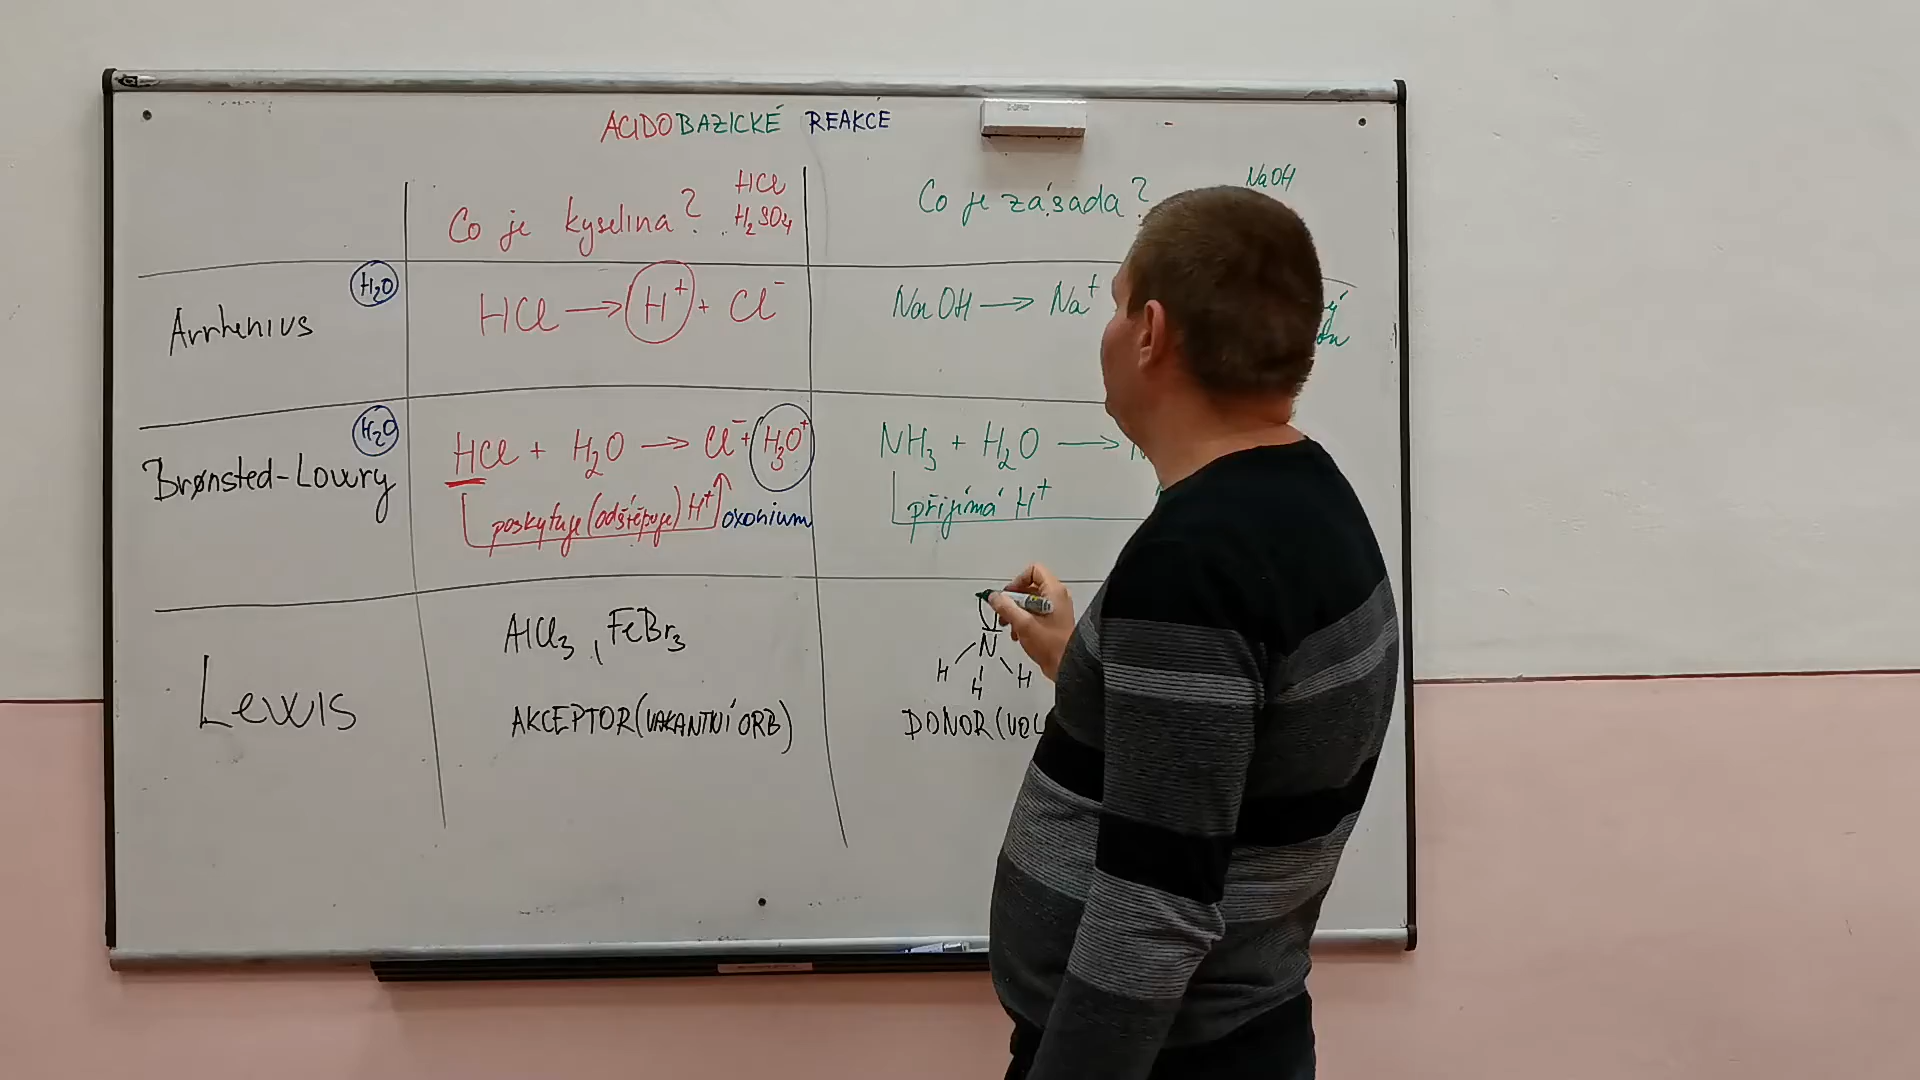 ACIDOBAZICKÉ REAKCE
Co je kyselina?
HCl
H₂SO₄
Co je zásada?
NaOH
Arrhenius
H₂O
HCl → H⁺ + Cl⁻
NaOH → Na⁺
Brønsted-Lowry
H₂O
HCl + H₂O → Cl⁻ + H₃O⁺
poskytuje (odštěpuje) H⁺
oxonium
NH₃ + H₂O →
přijímá H⁺
Lewis
AlCl₃, FeBr₃
AKCEPTOR (VAKANTNÍ ORB)
N
H
H
H
DONOR (VOL